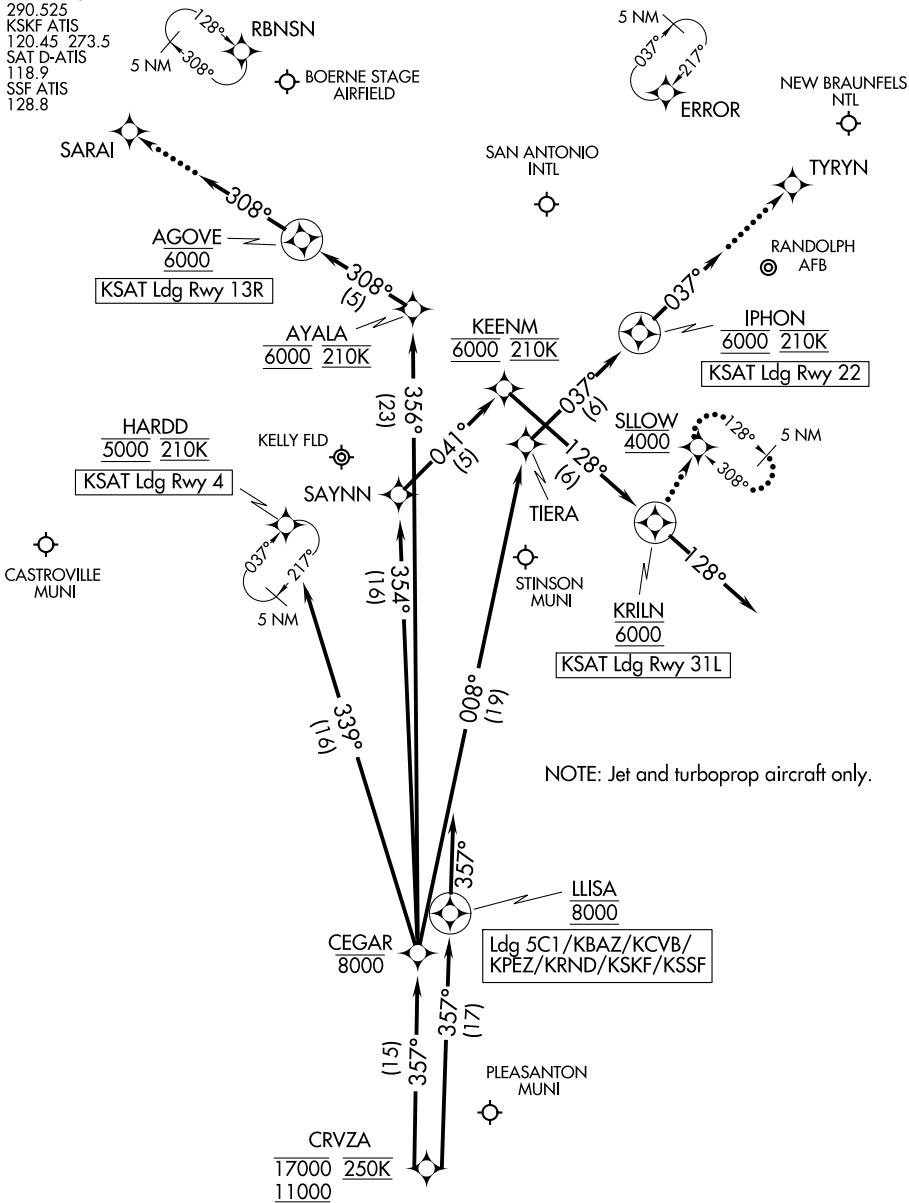 290.525
KSKF ATIS
120.45 273.5
SAT D-ATIS
118.9
SSF ATIS
128.8
128°
308°
5 NM
RBNSN
BOERNE STAGE
AIRFIELD
5 NM
037°
217°
ERROR
NEW BRAUNFELS
NTL
SARAI
308°
SAN ANTONIO
INTL
TYRYN
AGOVE
6000
KSAT Ldg Rwy 13R
308°
(5)
037°
RANDOLPH
AFB
AYALA
6000 210K
KEENM
6000 210K
IPHON
6000 210K
KSAT Ldg Rwy 22
356°
(23)
037°
(6)
HARDD
5000 210K
KSAT Ldg Rwy 4
KELLY FLD
041°
(5)
128°
(6)
SLLOW
4000
128°
308°
5 NM
SAYNN
TIERA
CASTROVILLE
MUNI
037°
217°
5 NM
354°
(16)
STINSON
MUNI
128°
KRILN
6000
KSAT Ldg Rwy 31L
339°
(16)
008°
(19)
NOTE: Jet and turboprop aircraft only.
357°
LLISA
8000
Ldg 5C1/KBAZ/KCVB/
KPEZ/KRND/KSKF/KSSF
CEGAR
8000
357°
(15)
357°
(17)
PLEASANTON
MUNI
CRVZA
17000 250K
11000